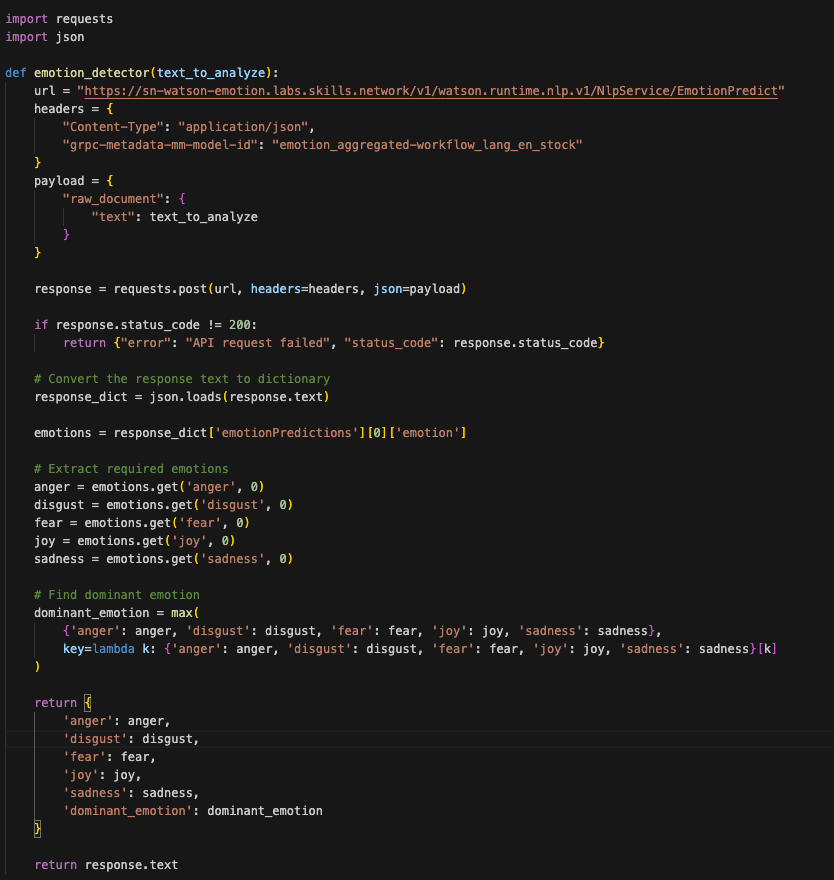 import requests
import json

def emotion_detector(text_to_analyze):
    url = "https://sn-watson-emotion.labs.skills.network/v1/watson.runtime.nlp.v1/NlpService/EmotionPredict"
    headers = {
        "Content-Type": "application/json",
        "grpc-metadata-mm-model-id": "emotion_aggregated-workflow_lang_en_stock"
    }
    payload = {
        "raw_document": {
            "text": text_to_analyze
        }
    }

    response = requests.post(url, headers=headers, json=payload)

    if response.status_code != 200:
        return {"error": "API request failed", "status_code": response.status_code}

    # Convert the response text to dictionary
    response_dict = json.loads(response.text)

    emotions = response_dict['emotionPredictions'][0]['emotion']

    # Extract required emotions
    anger = emotions.get('anger', 0)
    disgust = emotions.get('disgust', 0)
    fear = emotions.get('fear', 0)
    joy = emotions.get('joy', 0)
    sadness = emotions.get('sadness', 0)

    # Find dominant emotion
    dominant_emotion = max(
        {'anger': anger, 'disgust': disgust, 'fear': fear, 'joy': joy, 'sadness': sadness},
        key=lambda k: {'anger': anger, 'disgust': disgust, 'fear': fear, 'joy': joy, 'sadness': sadness}[k]
    )

    return {
        'anger': anger,
        'disgust': disgust,
        'fear': fear,
        'joy': joy,
        'sadness': sadness,
        'dominant_emotion': dominant_emotion
    }

    return response.text